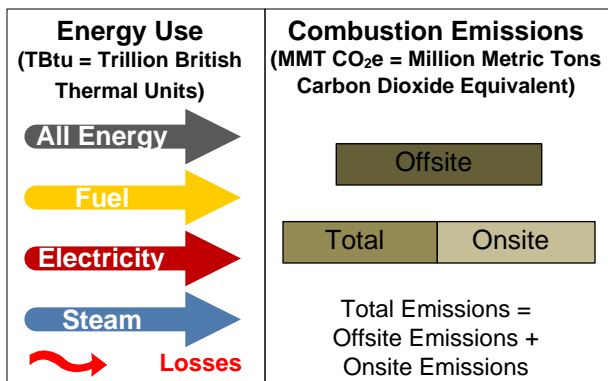 Energy Use
(TBtu = Trillion British
Thermal Units)
All Energy
Fuel
Electricity
Steam
Losses
Combustion Emissions
(MMT CO₂e = Million Metric Tons
Carbon Dioxide Equivalent)
Offsite
Total
Onsite
Total Emissions =
Offsite Emissions +
Onsite Emissions